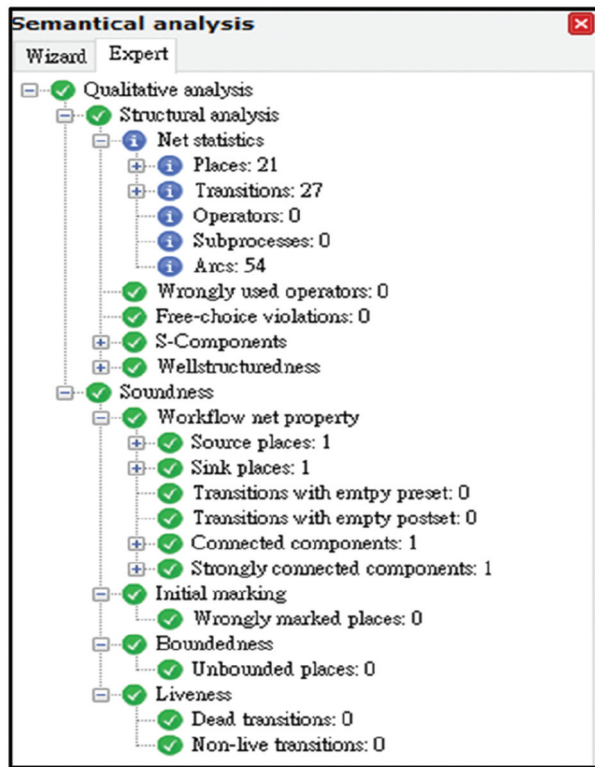 Semantical analysis
Wizard Expert
Qualitative analysis
Structural analysis
Net statistics
Places: 21
Transitions: 27
Operators: 0
Subprocesses: 0
Arcs: 54
Wrongly used operators: 0
Free-choice violations: 0
S-Components
Wellstructuredness
Soundness
Workflow net property
Source places: 1
Sink places: 1
Transitions with emtpy preset: 0
Transitions with empty postset: 0
Connected components: 1
Strongly connected components: 1
Initial marking
Wrongly marked places: 0
Boundedness
Unbounded places: 0
Liveness
Dead transitions: 0
Non-live transitions: 0